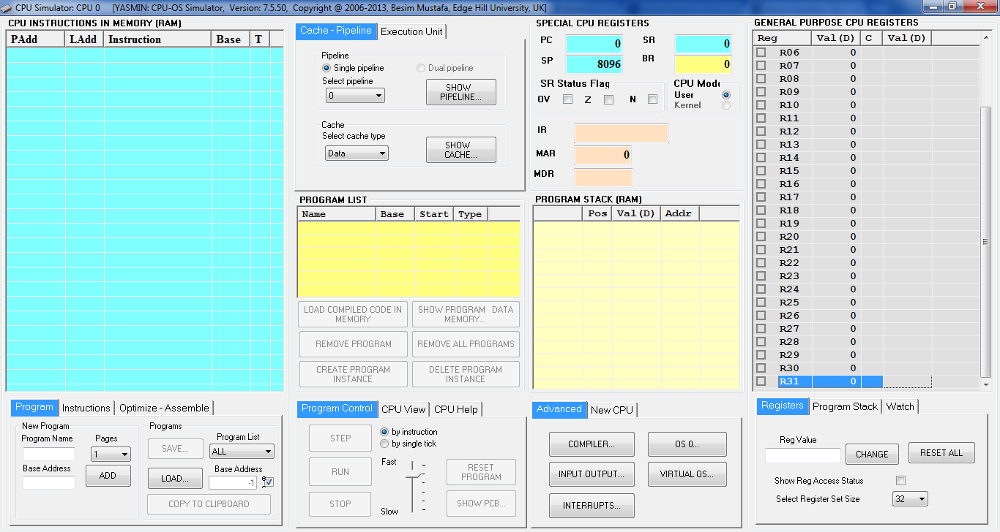 CPU Simulator: CPU 0 [YASMIN: CPU-OS Simulator, Version: 7.5.50, Copyright @ 2006-2013, Besim Mustafa, Edge Hill University, UK]
CPU INSTRUCTIONS IN MEMORY (RAM)
PAdd LAdd Instruction Base T
Cache - Pipeline Execution Unit
Pipeline
Single pipeline Dual pipeline
Select pipeline
0
SHOW
PIPELINE...
Cache
Select cache type
Data
SHOW
CACHE...
SPECIAL CPU REGISTERS
PC 0 SR 0
SP 8096 BR 0
SR Status Flag
OV Z N
CPU Mode
User
Kernel
IR
MAR 0
MDR
GENERAL PURPOSE CPU REGISTERS
Reg Val(D) C Val(D)
R06 0
R07 0
R08 0
R09 0
R10 0
R11 0
R12 0
R13 0
R14 0
R15 0
R16 0
R17 0
R18 0
R19 0
R20 0
R21 0
R22 0
R23 0
R24 0
R25 0
R26 0
R27 0
R28 0
R29 0
R30 0
R31 0
PROGRAM LIST
Name Base Start Type
LOAD COMPILED CODE IN
MEMORY
SHOW PROGRAM DATA
MEMORY...
REMOVE PROGRAM
REMOVE ALL PROGRAMS
CREATE PROGRAM
INSTANCE
DELETE PROGRAM
INSTANCE
PROGRAM STACK (RAM)
Pos Val(D) Addr
Program Instructions Optimize - Assemble
New Program
Program Name Pages
1
Base Address
ADD
Programs
SAVE...
Program List
ALL
LOAD...
Base Address
-1
COPY TO CLIPBOARD
Program Control CPU View CPU Help
STEP
RUN
STOP
by instruction
by single tick
Fast
Slow
RESET
PROGRAM
SHOW PCB...
Advanced New CPU
COMPILER... OS 0...
INPUT OUTPUT... VIRTUAL OS...
INTERRUPTS...
Registers Program Stack Watch
Reg Value
CHANGE RESET ALL
Show Reg Access Status
Select Register Set Size 32